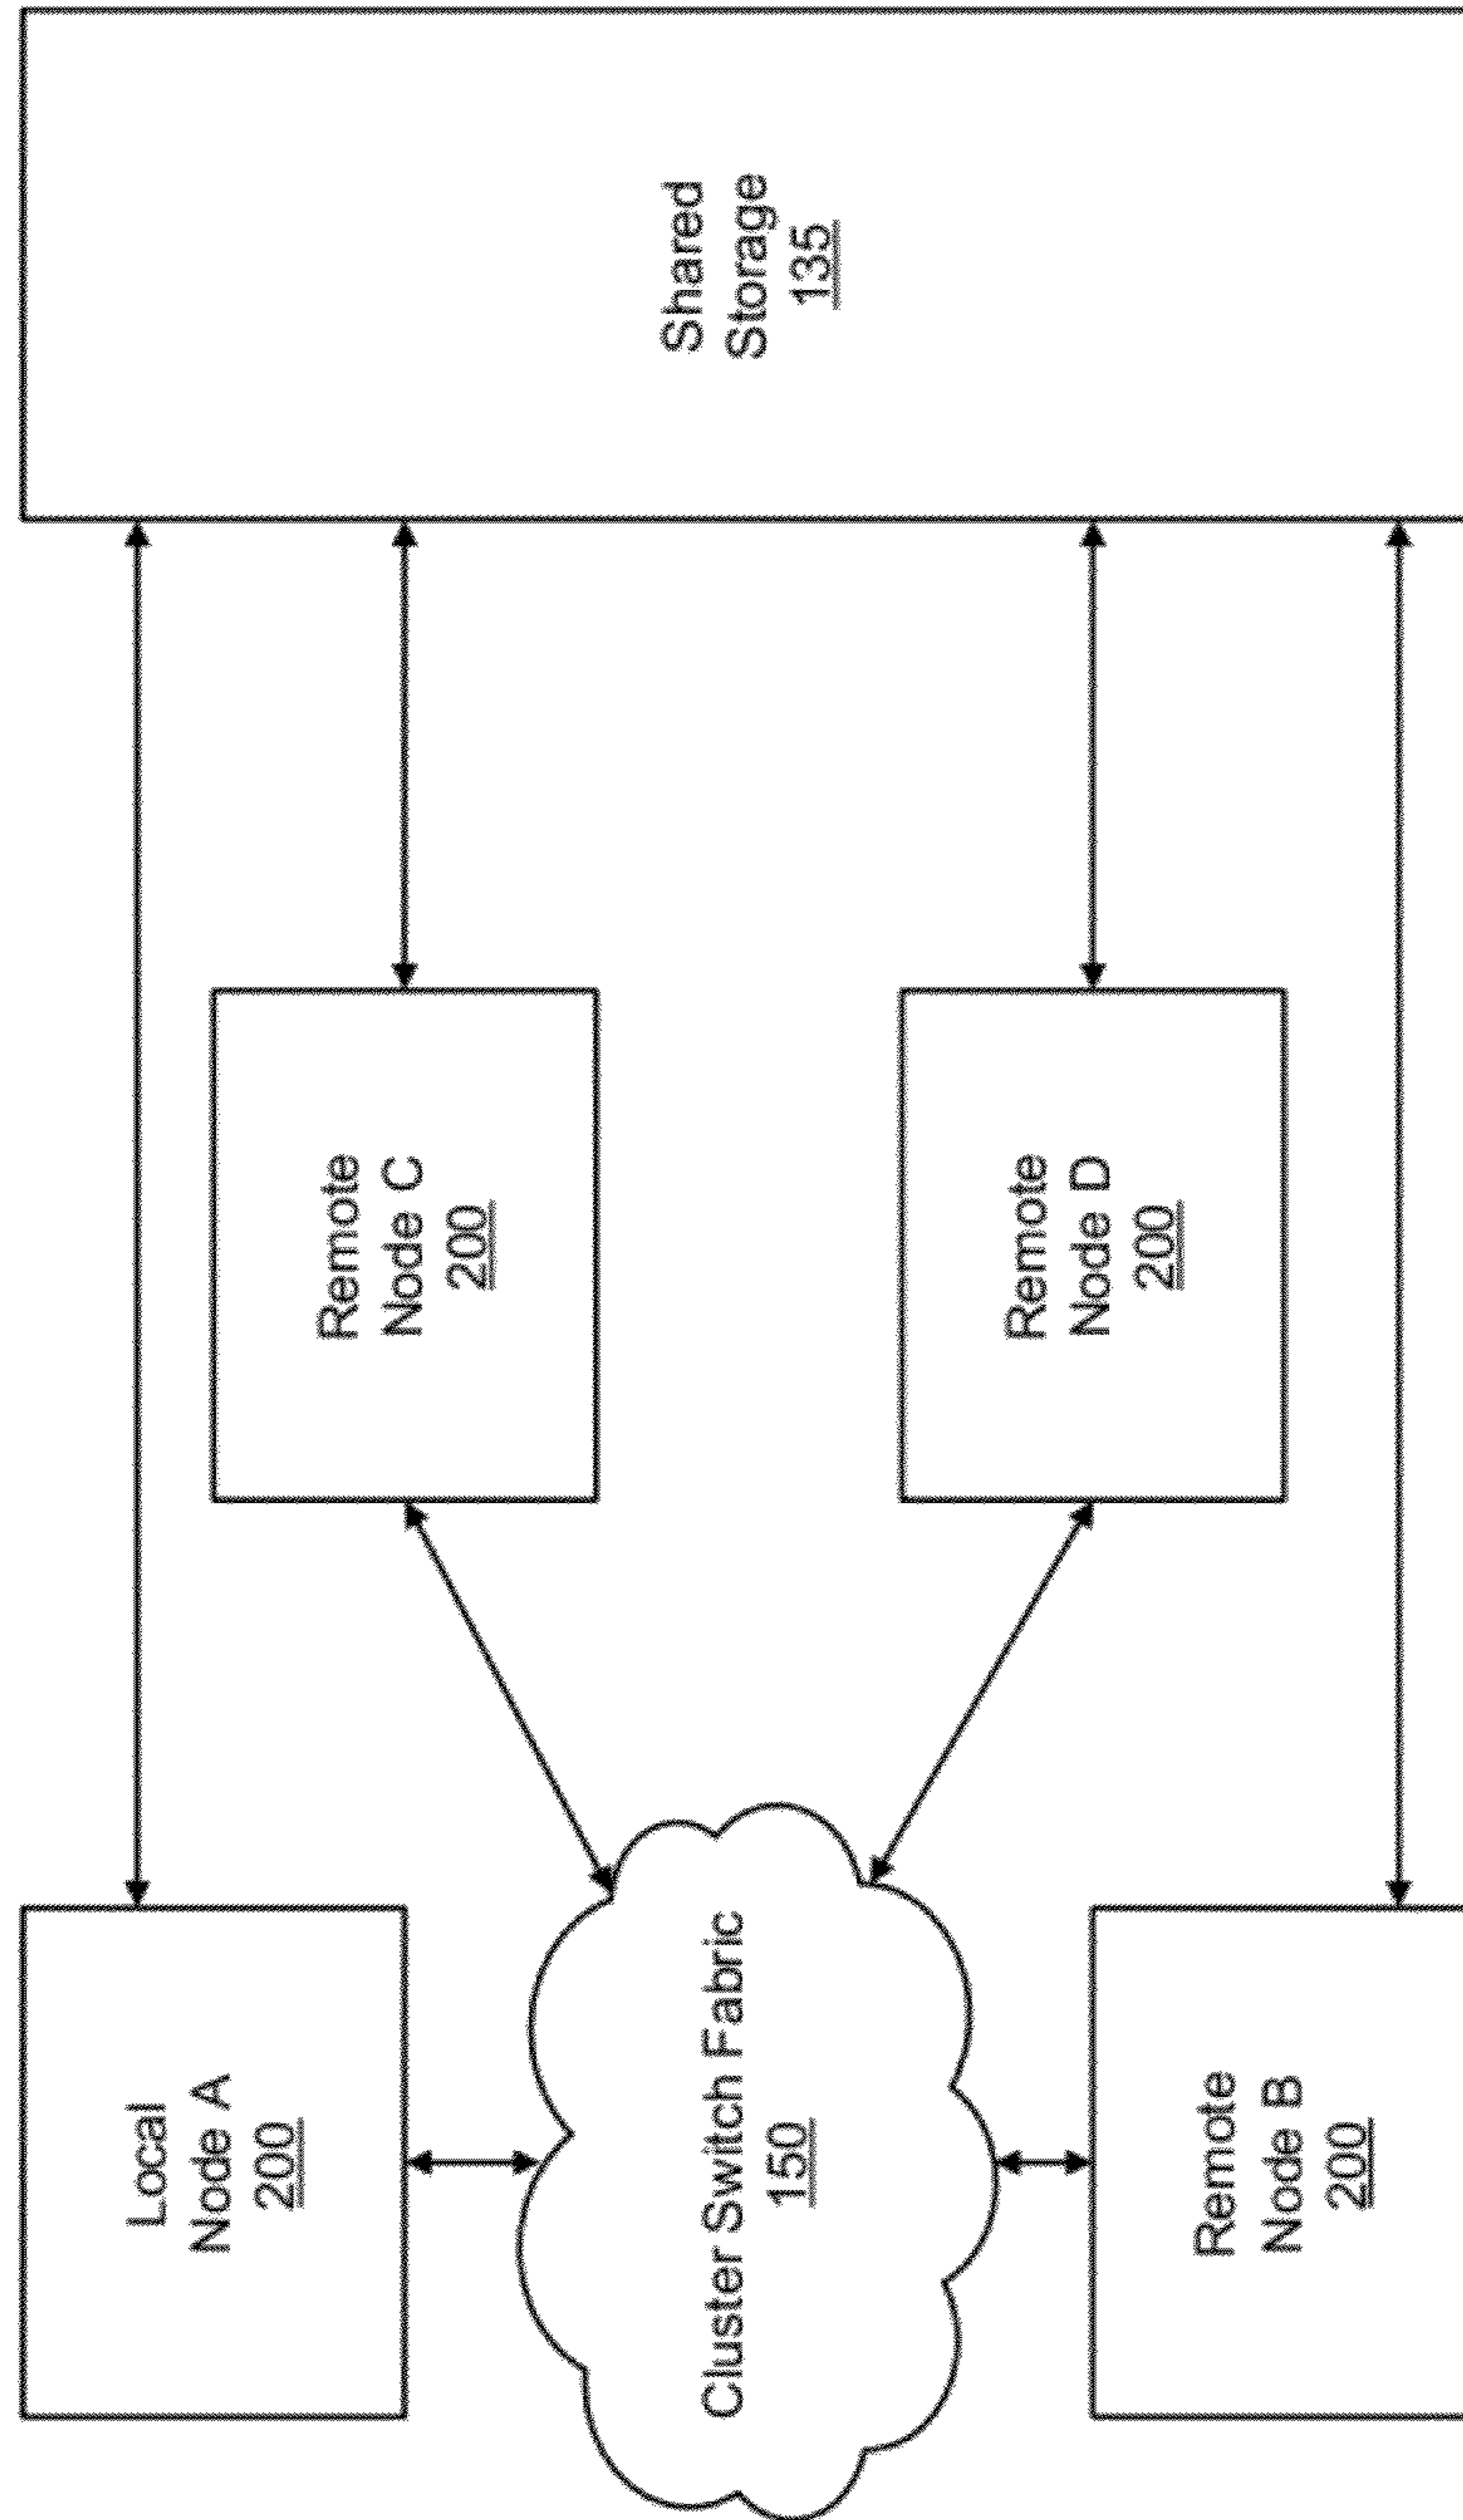 Local
Node A
200
Remote
Node C
200
Shared
Storage
135
Cluster Switch Fabric
150
Remote
Node B
200
Remote
Node D
200